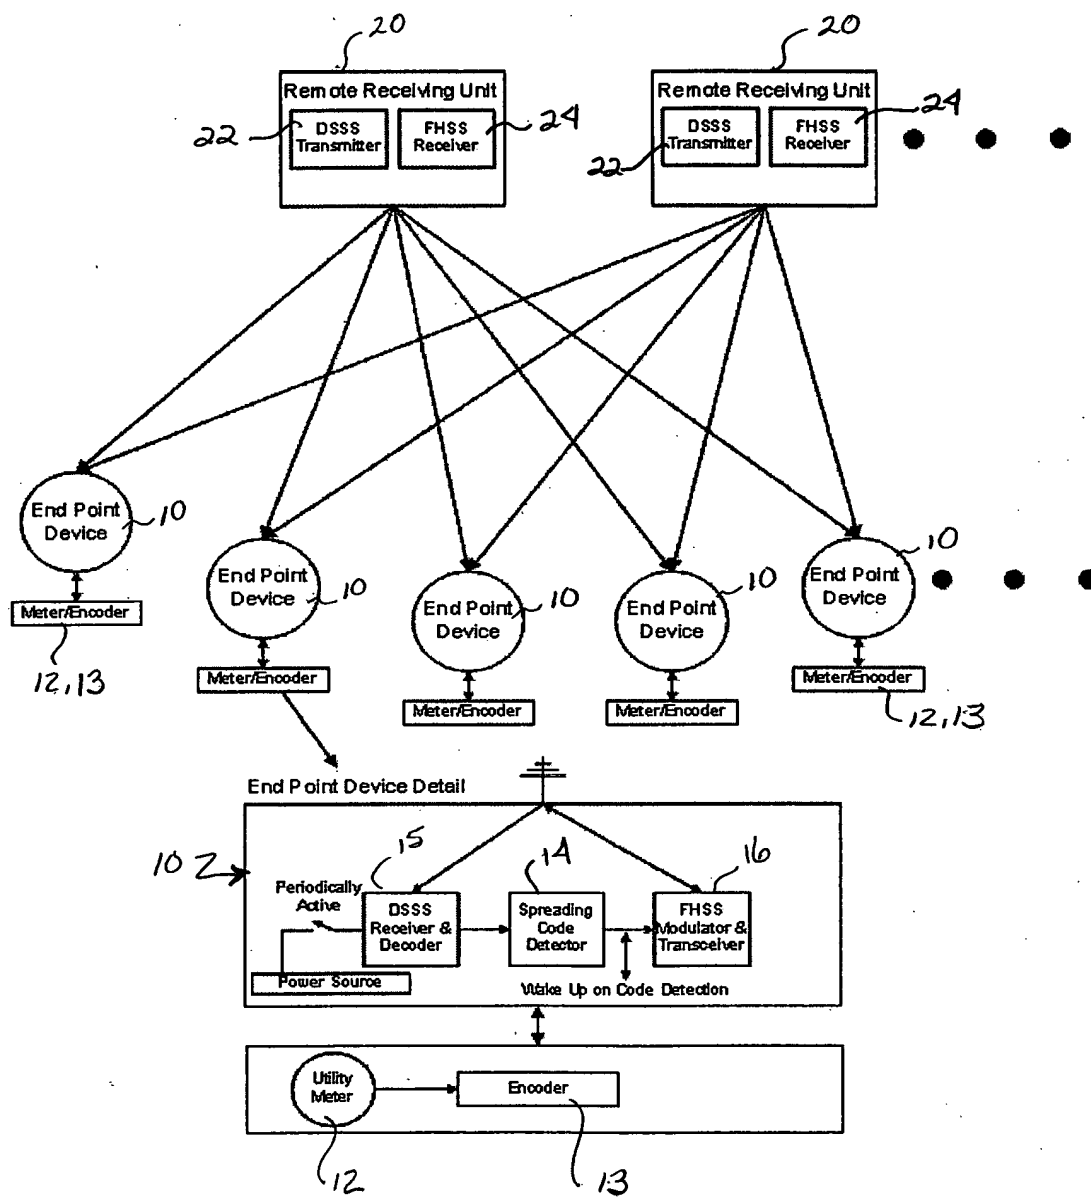 20
20
Remote Receiving Unit
Remote Receiving Unit
22
DSSS
Transmitter
FHSS
Receiver
24
22
DSSS
Transmitter
FHSS
Receiver
24
End Point
Device
10
Meter/Encoder
12,13
End Point
Device
10
Meter/Encoder
End Point
Device
10
Meter/Encoder
End Point
Device
10
Meter/Encoder
End Point
Device
10
Meter/Encoder
12,13
End Point Device Detail
10
15
14
16
Periodically
Active
DSSS
Receiver &
Decoder
Spreading
Code
Detector
FHSS
Modulator &
Transceiver
Power Source
Wake Up on Code Detection
Utility
Meter
Encoder
12
13